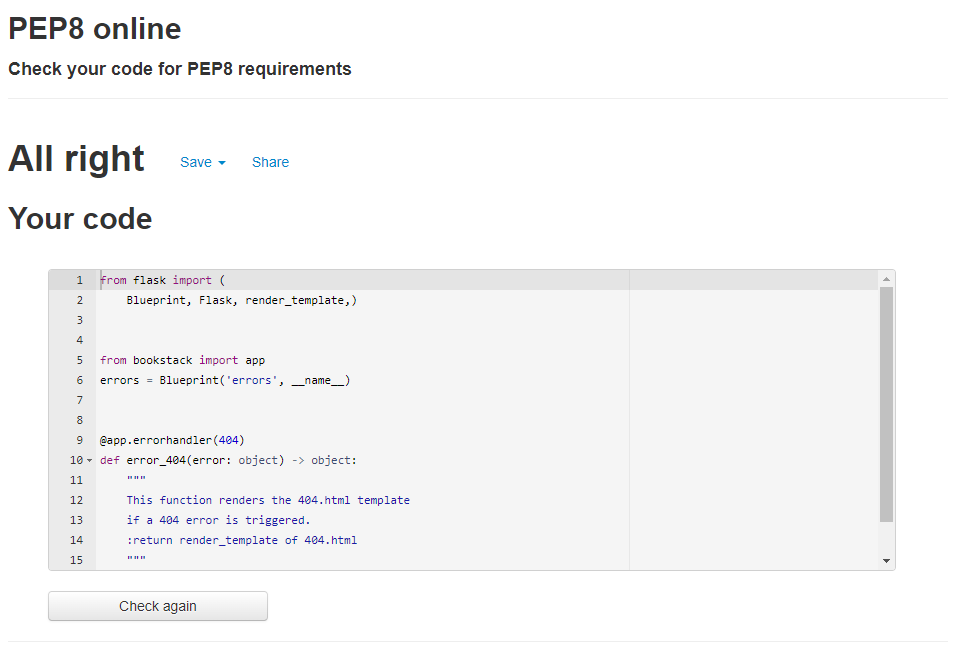 PEP8 online
Check your code for PEP8 requirements
All right Save Share
Your code
1 from flask import (
2     Blueprint, Flask, render_template,)
3
4
5 from bookstack import app
6 errors = Blueprint('errors', __name__)
7
8
9 @app.errorhandler(404)
10 def error_404(error: object) -> object:
11     """
12     This function renders the 404.html template
13     if a 404 error is triggered.
14     :return render_template of 404.html
15     """
Check again